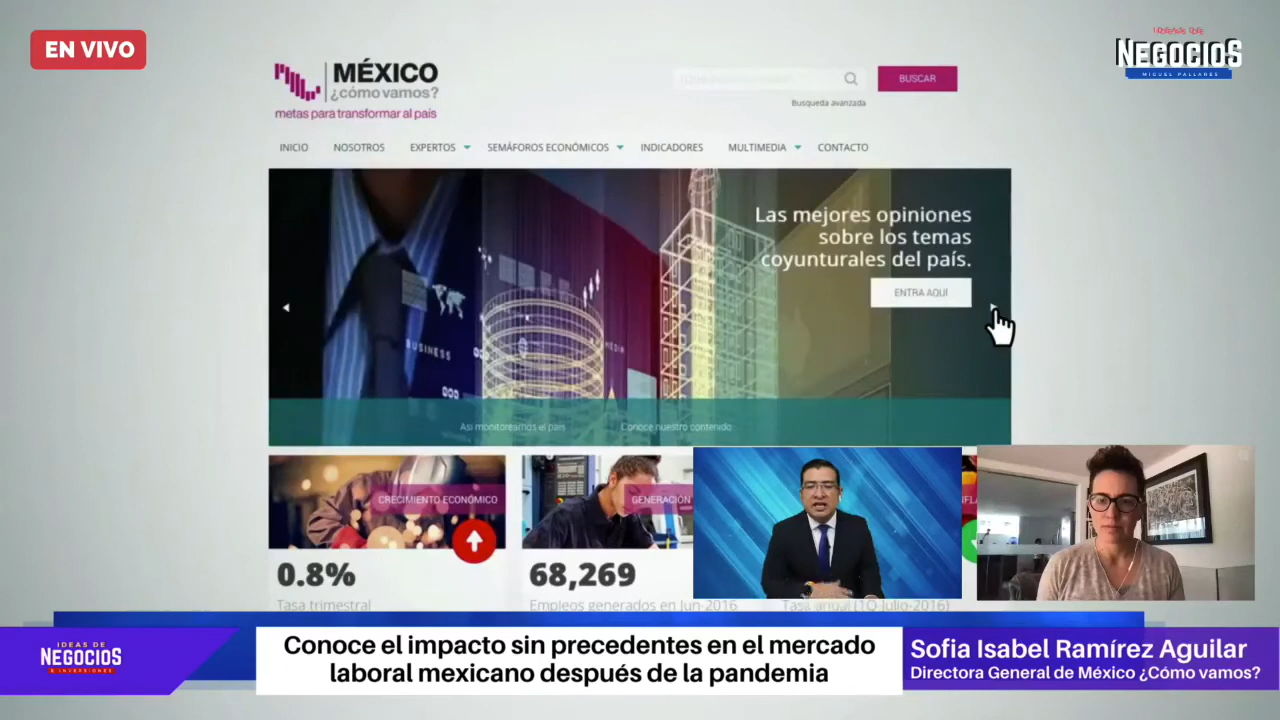 EN VIVO
NEGOCIOS
MIGUEL PALLARES
MÉXICO
¿cómo vamos?
metas para transformar al país
BUSCAR
Busqueda avanzada
INICIO
NOSOTROS
EXPERTOS
SEMÁFOROS ECONÓMICOS
INDICADORES
MULTIMEDIA
CONTACTO
Las mejores opiniones
sobre los temas
coyunturales del país.
ENTRA AQUÍ
BUSINESS
Así monitoreamos el país
Conoce nuestro contenido
CRECIMIENTO ECONÓMICO
GENERACIÓN
0.8%
Tasa trimestral
68,269
Empleos generados en Jun-2016
Tasa anual (1Q-Julio-2016)
IDEAS DE
NEGOCIOS
E INVERSIONES
Conoce el impacto sin precedentes en el mercado
laboral mexicano después de la pandemia
Sofia Isabel Ramírez Aguilar
Directora General de México ¿Cómo vamos?